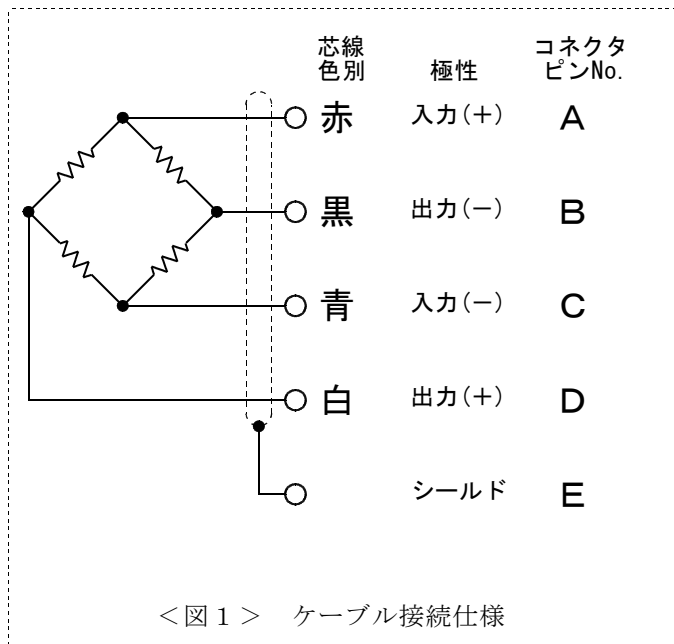 芯線
色別 極性 コネクタ
ピンNo.
赤 入力(+) A
黒 出力(−) B
青 入力(−) C
白 出力(+) D
シールド E
<図1> ケーブル接続仕様